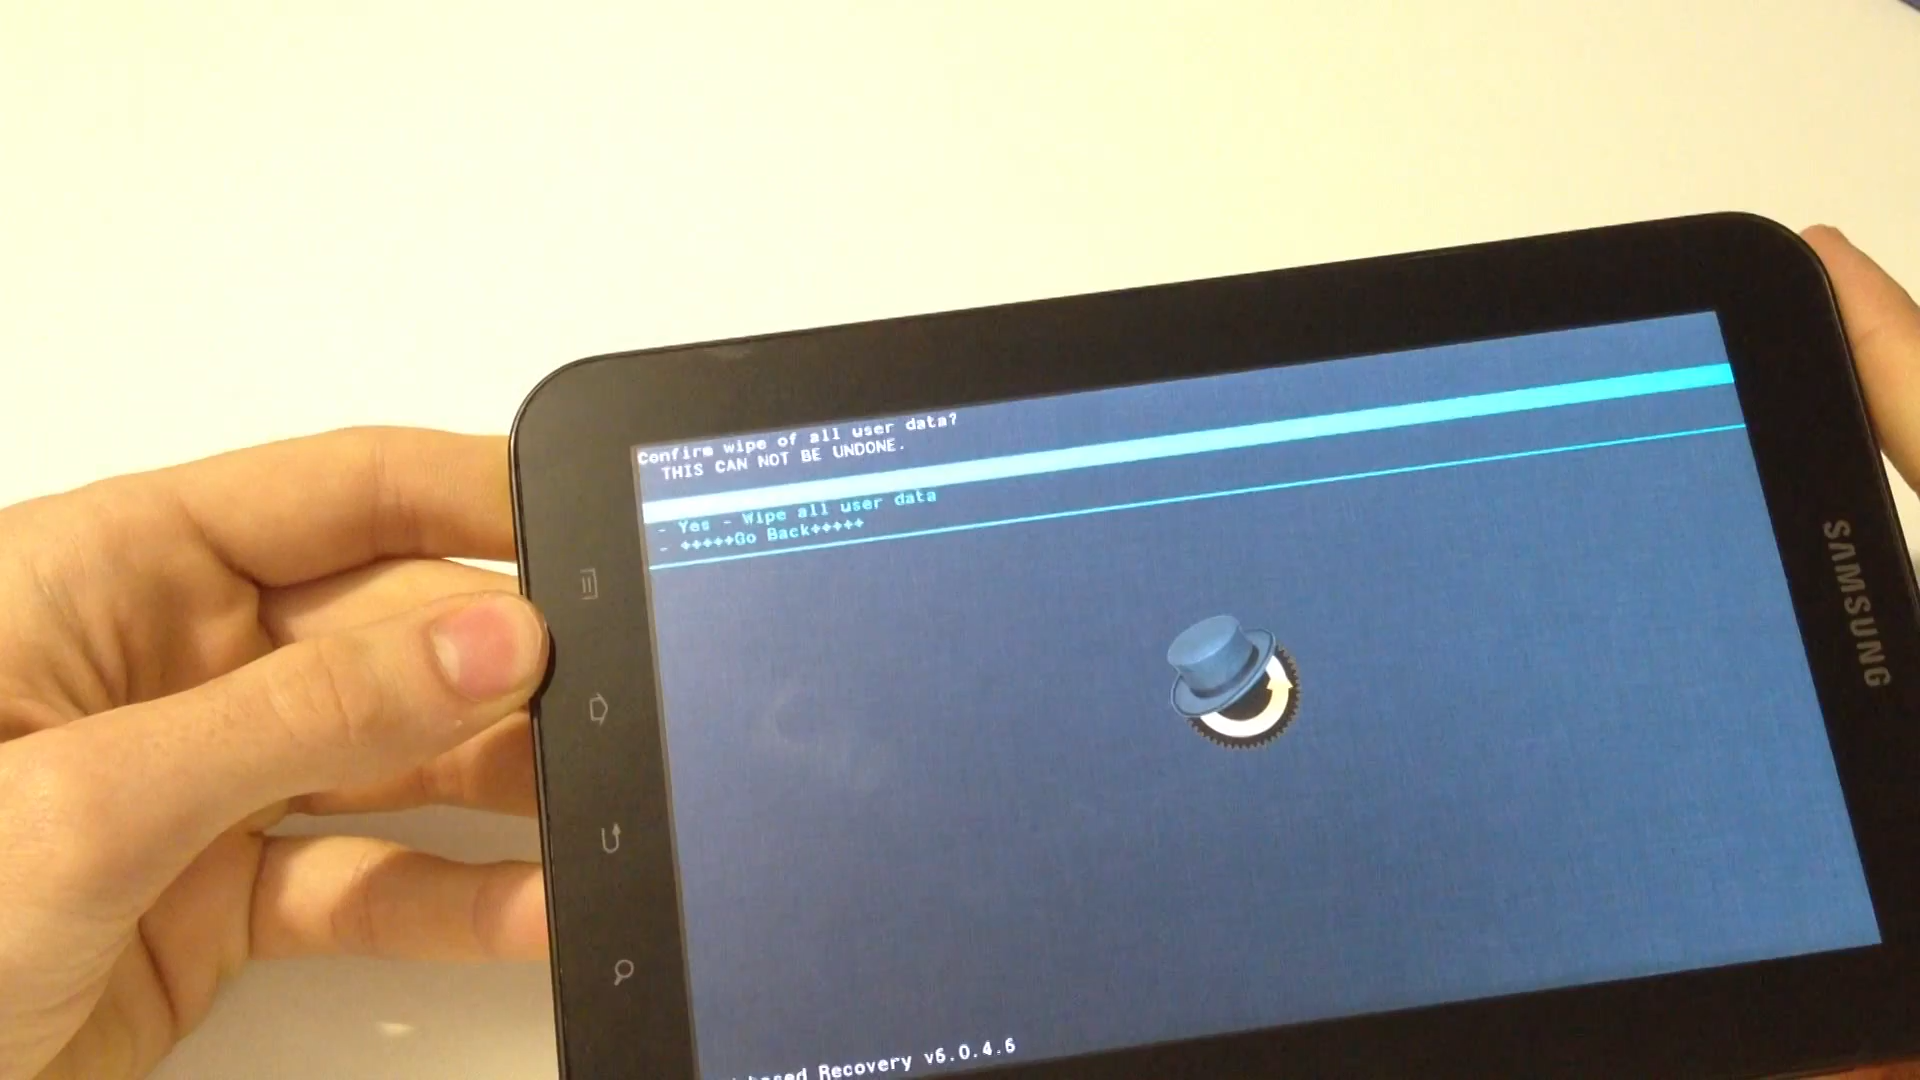 Confirm wipe of all user data?
THIS CAN NOT BE UNDONE.
- Yes - Wipe all user data
- +++++Go Back+++++
SAMSUNG
based Recovery v6.0.4.6